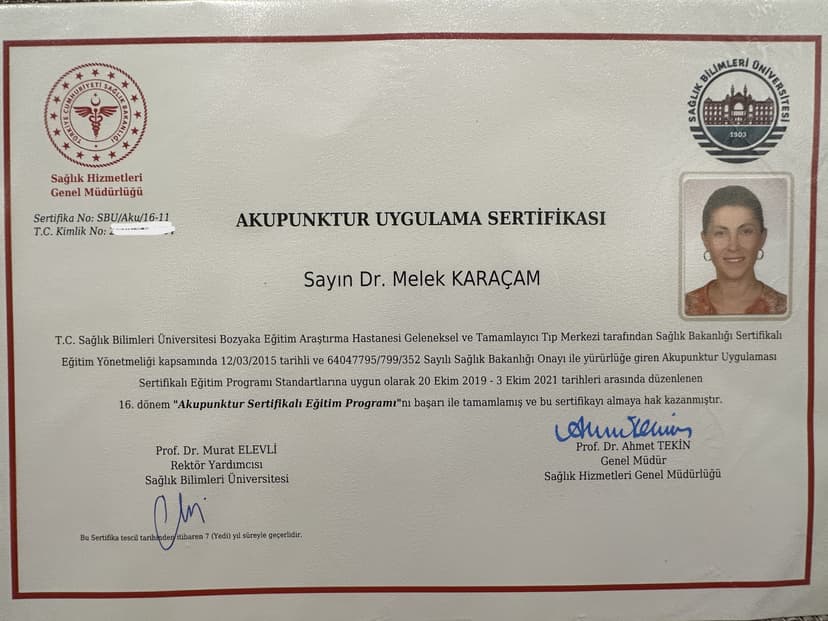 TÜRKİYE CUMHURİYETİ SAĞLIK BAKANLIĞI
Sağlık Hizmetleri
Genel Müdürlüğü
SAĞLIK BİLİMLERİ ÜNİVERSİTESİ
1903
Sertifika No: SBU/Aku/16-11
T.C. Kimlik No:
AKUPUNKTUR UYGULAMA SERTİFİKASI
Sayın Dr. Melek KARAÇAM
T.C. Sağlık Bilimleri Üniversitesi Bozyaka Eğitim Araştırma Hastanesi Geleneksel ve Tamamlayıcı Tıp Merkezi tarafından Sağlık Bakanlığı Sertifikalı
Eğitim Yönetmeliği kapsamında 12/03/2015 tarihli ve 64047795/799/352 Sayılı Sağlık Bakanlığı Onayı ile yürürlüğe giren Akupunktur Uygulaması
Sertifikalı Eğitim Programı Standartlarına uygun olarak 20 Ekim 2019 - 3 Ekim 2021 tarihleri arasında düzenlenen
16. dönem "Akupunktur Sertifikalı Eğitim Programı"nı başarı ile tamamlamış ve bu sertifikayı almaya hak kazanmıştır.
Prof. Dr. Murat ELEVLİ
Rektör Yardımcısı
Sağlık Bilimleri Üniversitesi
Prof. Dr. Ahmet TEKİN
Genel Müdür
Sağlık Hizmetleri Genel Müdürlüğü
Bu Sertifika tescil tarihinden itibaren 7 (Yedi) yıl süreyle geçerlidir.